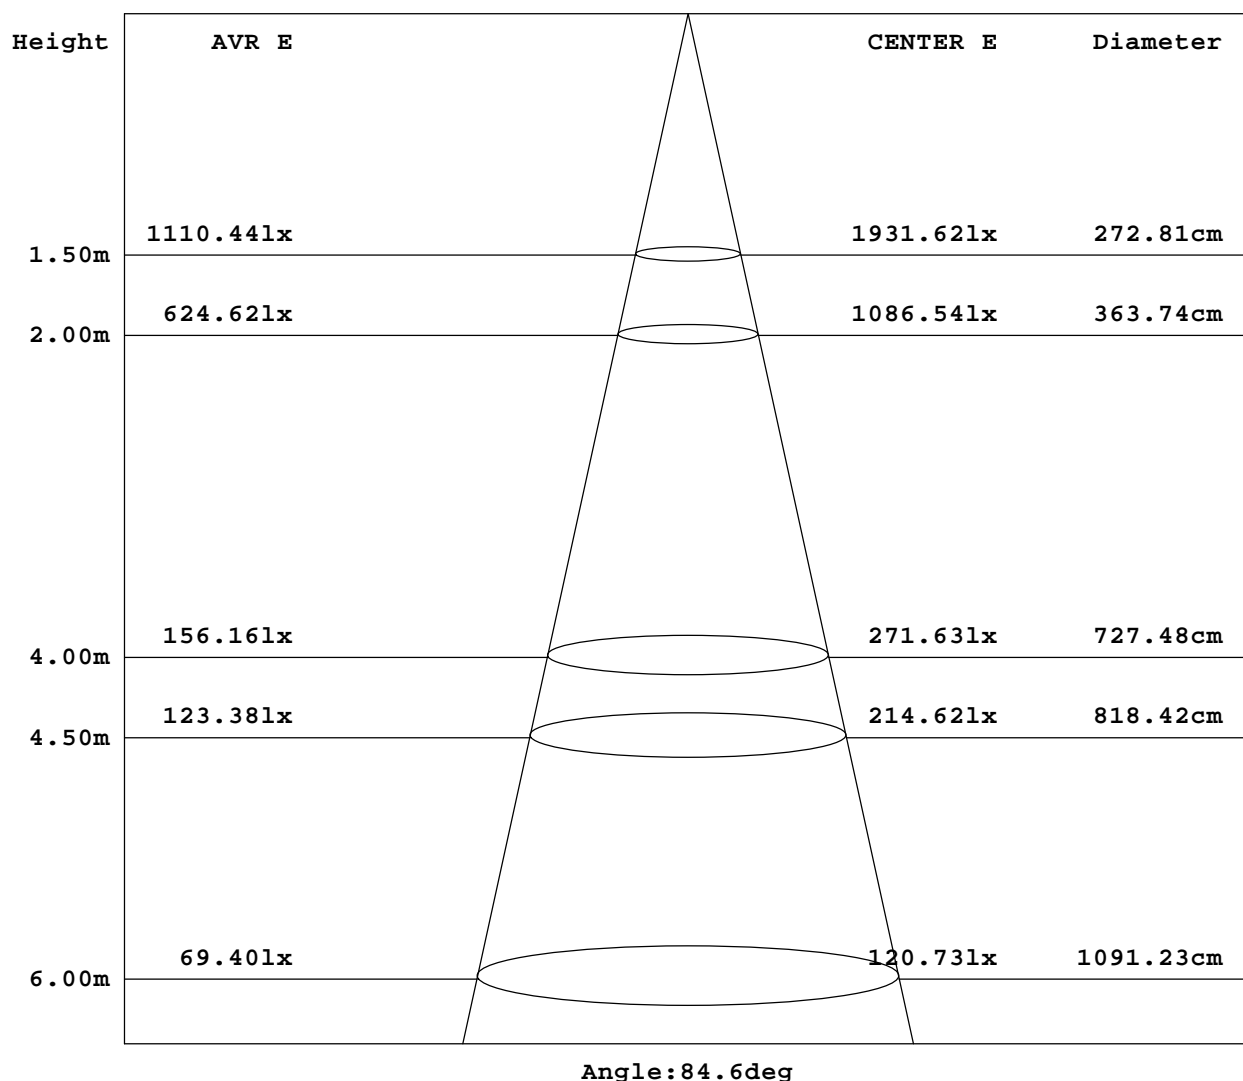 Height AVR E CENTER E Diameter
1110.44lx 1931.62lx 272.81cm
1.50m
624.62lx 1086.54lx 363.74cm
2.00m
156.16lx 271.63lx 727.48cm
4.00m
123.38lx 214.62lx 818.42cm
4.50m
69.40lx 120.73lx 1091.23cm
6.00m
Angle:84.6deg